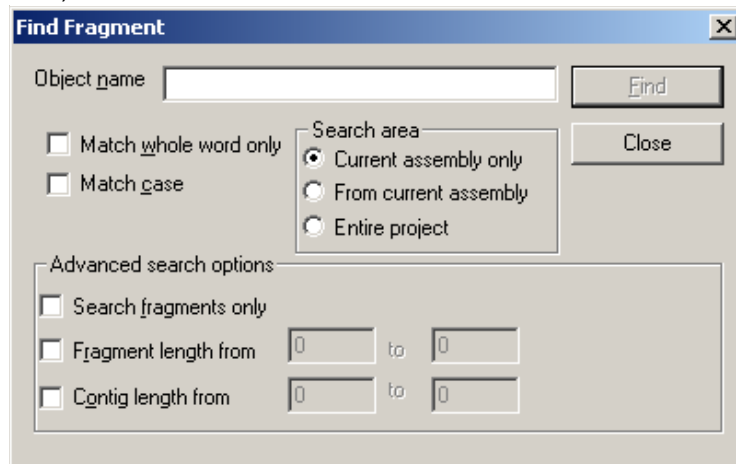 Find Fragment
Object name
Find
Match whole word only
Match case
Search area
Current assembly only
From current assembly
Entire project
Close
Advanced search options
Search fragments only
Fragment length from 0 to 0
Contig length from 0 to 0